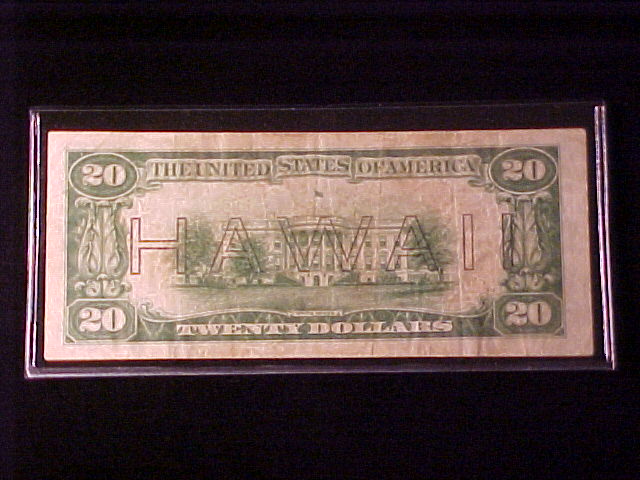 20 THE UNITED STATES OF AMERICA 20
HAWAII
20 TWENTY DOLLARS 20